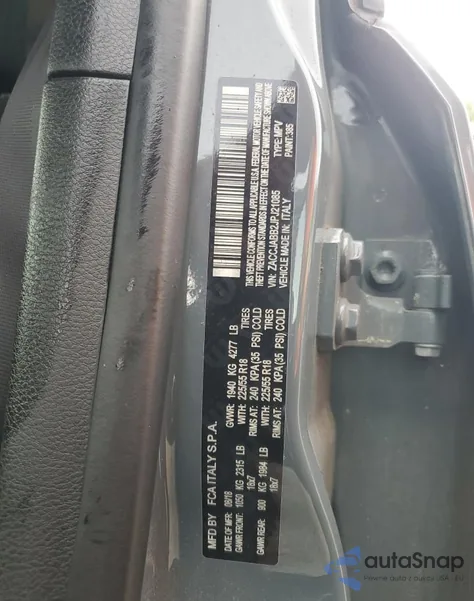 MFD BY FCA ITALY S.P.A.
DATE OF MFR: 08/18 GVWR: 1940 KG 4277 LB
GAWR FRONT: 1050 KG 2315 LB WITH: 225/55 R18 TIRES
18x7 RIMS AT: 240 KPA(35 PSI) COLD
GAWR REAR: 900 KG 1984 LB WITH: 225/55 R18 TIRES
18x7 RIMS AT: 240 KPA(35 PSI) COLD
THIS VEHICLE CONFORMS TO ALL APPLICABLE U.S.A. FEDERAL MOTOR VEHICLE SAFETY AND
THEFT PREVENTION STANDARDS IN EFFECT ON THE DATE OF MANUFACTURE SHOWN ABOVE
VIN: ZACCJABB2JPJ21085 TYPE: MPV
VEHICLE MADE IN: ITALY PAINT: 385
autoSnap